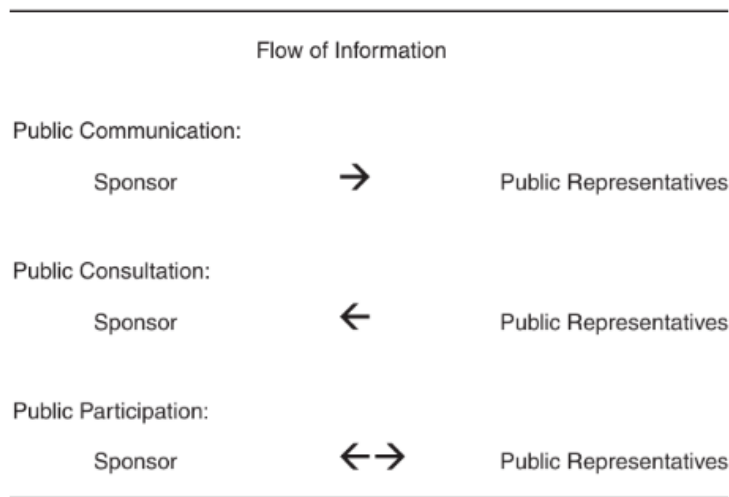 Flow of Information
Public Communication:
Sponsor → Public Representatives
Public Consultation:
Sponsor ← Public Representatives
Public Participation:
Sponsor ←→ Public Representatives